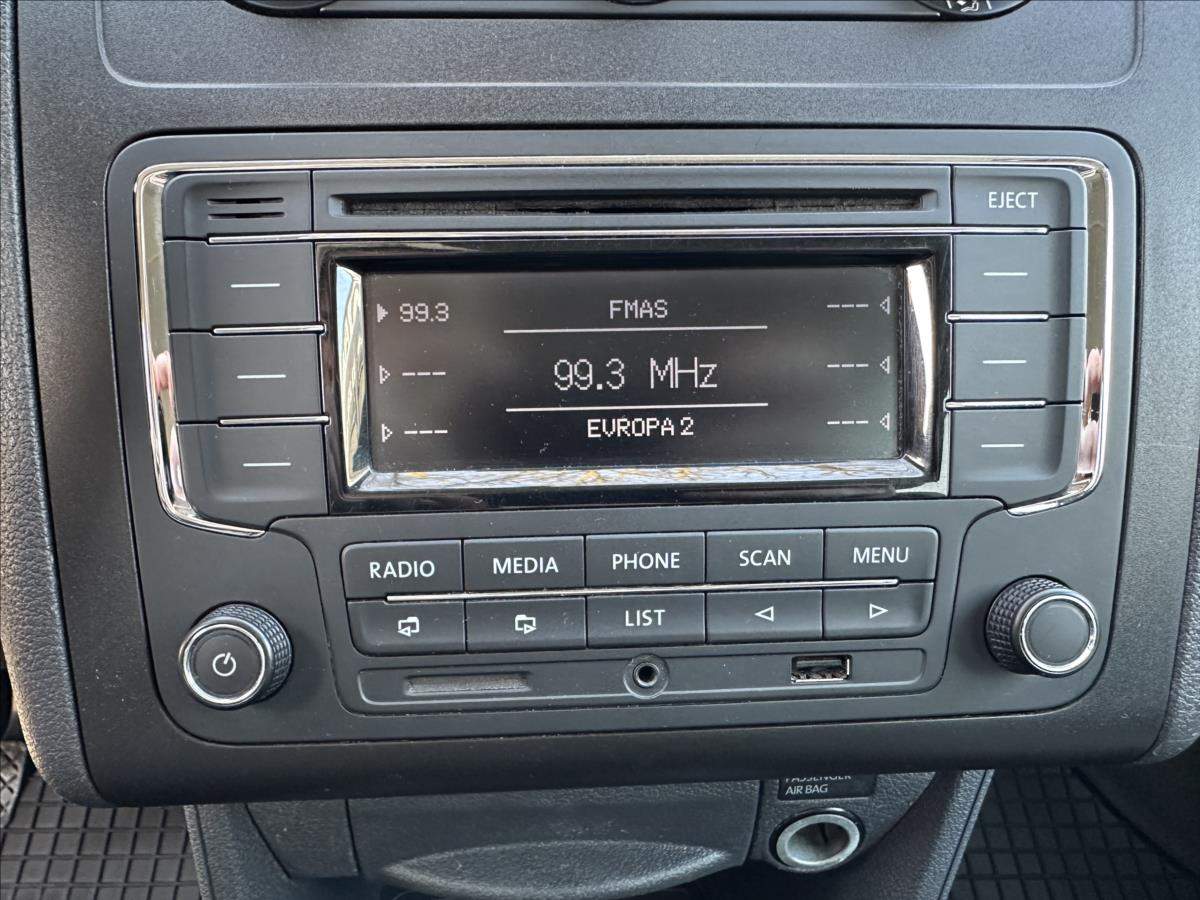 EJECT
99.3 FMAS ---
--- 99.3 MHz ---
--- EVROPA 2 ---
RADIO MEDIA PHONE SCAN MENU
LIST
PASSENGER
AIR BAG